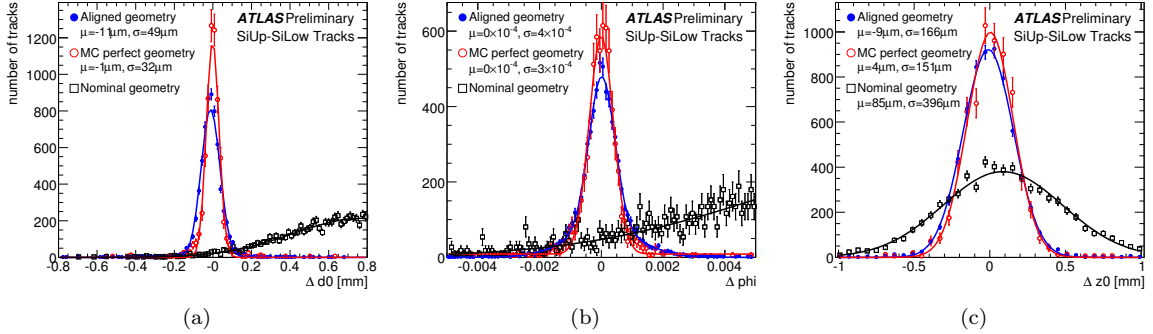 number of tracks
1200
1000
800
600
400
200
0
Aligned geometry
μ=-11μm, σ=49μm
MC perfect geometry
μ=-1μm, σ=32μm
Nominal geometry
ATLAS Preliminary
SiUp-SiLow Tracks
-0.8 -0.6 -0.4 -0.2 -0 0.2 0.4 0.6 0.8
Δ d0 [mm]
(a)
number of tracks
600
400
200
0
Aligned geometry
μ=0×10⁻⁴, σ=4×10⁻⁴
MC perfect geometry
μ=0×10⁻⁴, σ=3×10⁻⁴
Nominal geometry
ATLAS Preliminary
SiUp-SiLow Tracks
-0.004 -0.002 0 0.002 0.004
Δ phi
(b)
number of tracks
1000
800
600
400
200
0
Aligned geometry
μ=-9μm, σ=166μm
MC perfect geometry
μ=4μm, σ=151μm
Nominal geometry
μ=85μm, σ=396μm
ATLAS Preliminary
SiUp-SiLow Tracks
-1 -0.5 0 0.5 1
Δ z0 [mm]
(c)